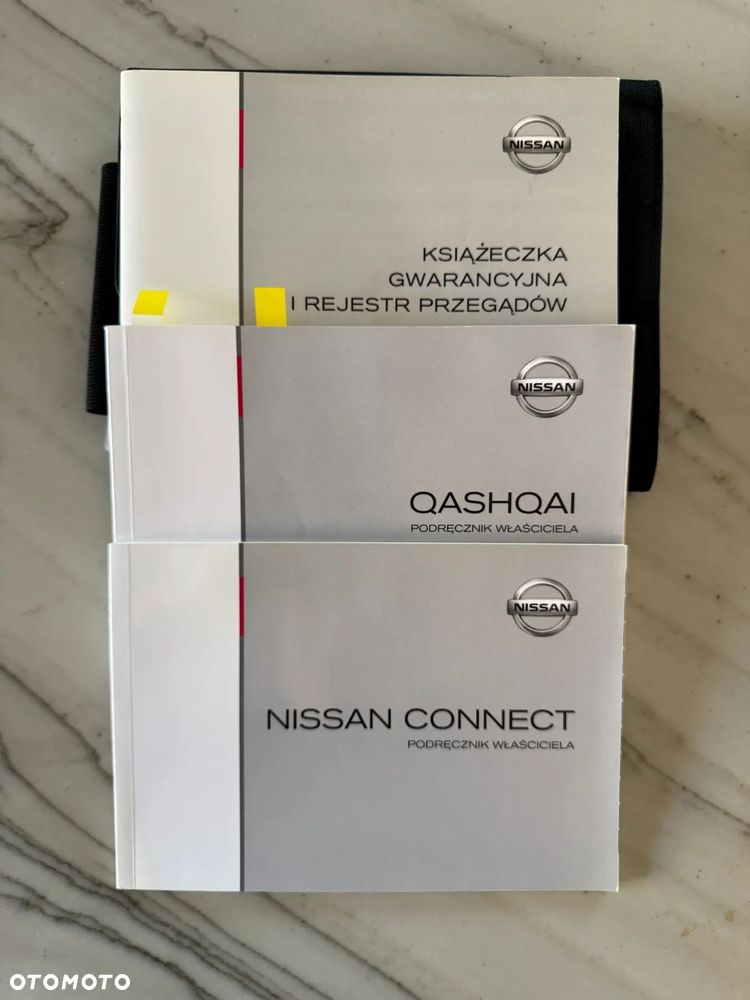 NISSAN
KSIĄŻECZKA
GWARANCYJNA
I REJESTR PRZEGĄDÓW
NISSAN
QASHQAI
PODRĘCZNIK WŁAŚCICIELA
NISSAN
NISSAN CONNECT
PODRĘCZNIK WŁAŚCICIELA
OTOMOTO